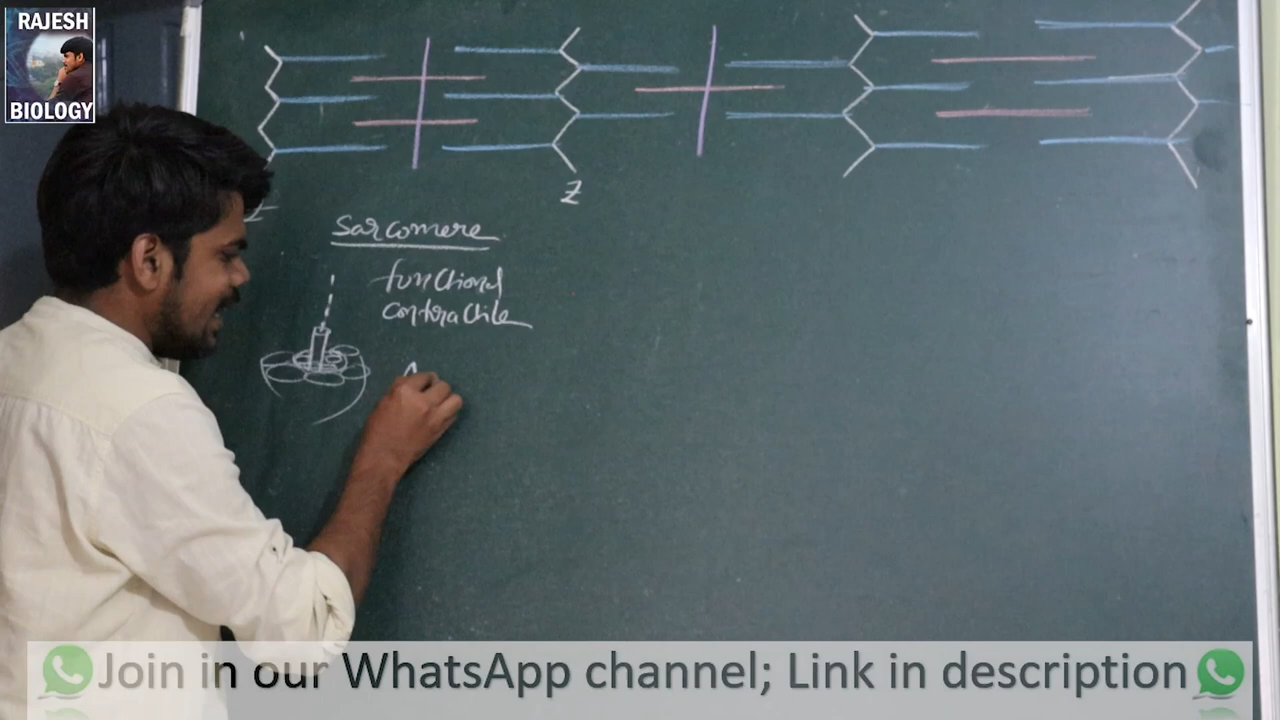 RAJESH
BIOLOGY
Z
Sarcomere
functional
contractile
A
Join in our WhatsApp channel; Link in description